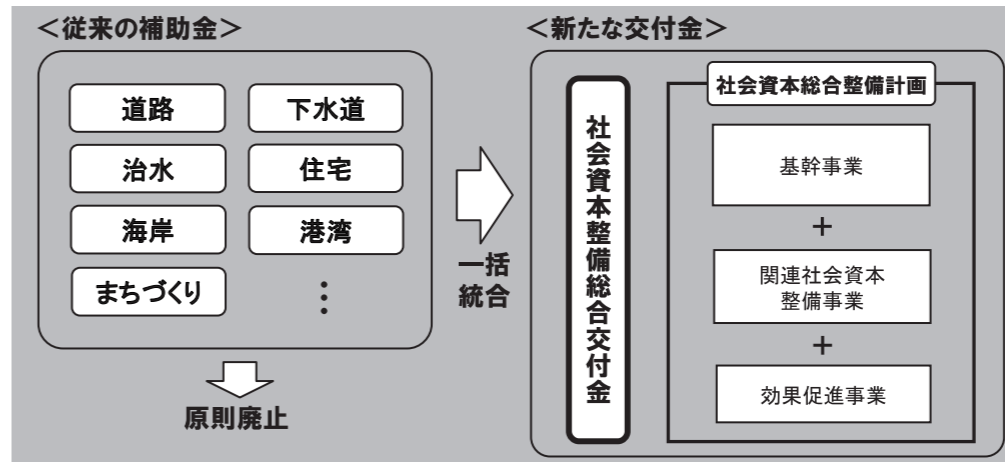 ＜従来の補助金＞
道路
下水道
治水
住宅
海岸
港湾
まちづくり
⋮
原則廃止
一括
統合
＜新たな交付金＞
社会資本整備総合交付金
社会資本総合整備計画
基幹事業
+
関連社会資本
整備事業
+
効果促進事業